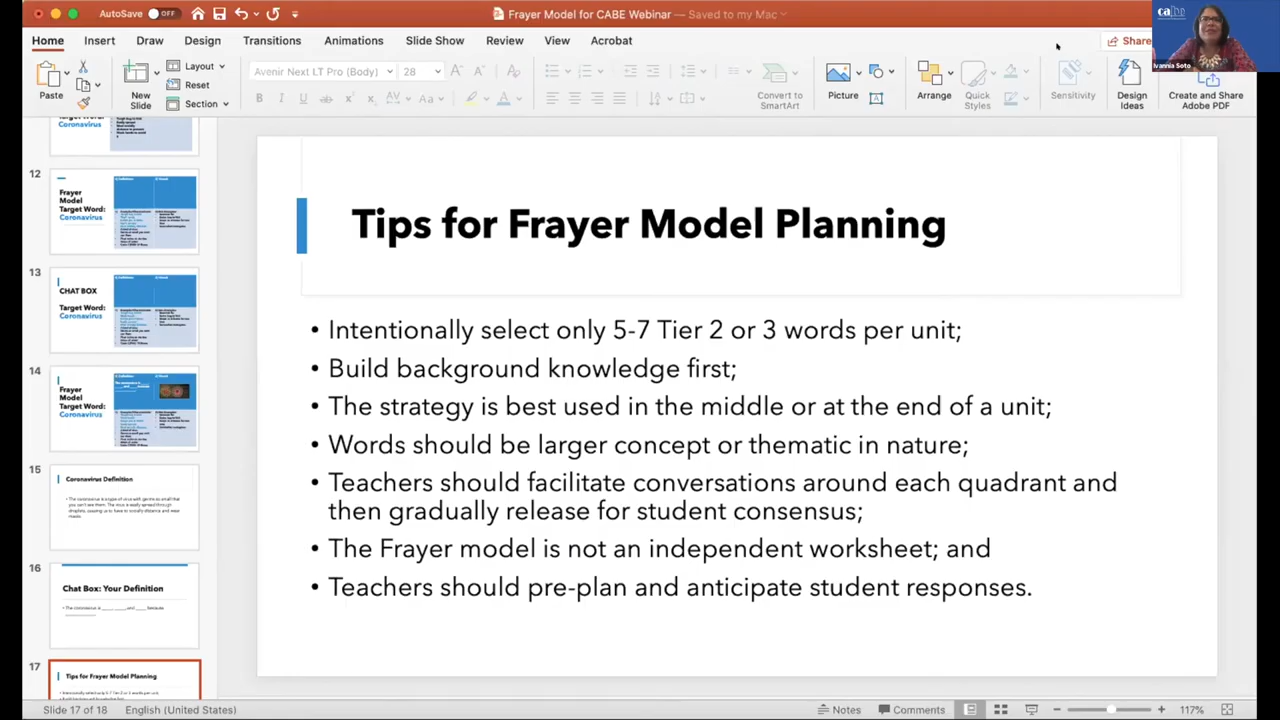 AutoSave OFF
Frayer Model for CABE Webinar — Saved to my Mac
Home Insert Draw Design Transitions Animations Slide Show Review View Acrobat
Share
cabe
Ivannia Soto
Paste
New Slide
Layout
Reset
Section
Avenir Next LT Pro (Body) 28
Convert to SmartArt
Picture
Arrange
Quick Styles
Sensitivity
Design Ideas
Create and Share Adobe PDF
Coronavirus
12
Frayer
Model
Target Word:
Coronavirus
13
CHAT BOX
Target Word:
Coronavirus
14
Frayer
Model
Target Word:
Coronavirus
15
Coronavirus Definition
16
Chat Box: Your Definition
17
Tips for Frayer Model Planning
Tips for Frayer Model Planning
• Intentionally select only 5-7 Tier 2 or 3 words per unit;
• Build background knowledge first;
• The strategy is best used in the middle or at the end of a unit;
• Words should be larger concept or thematic in nature;
• Teachers should facilitate conversations around each quadrant and
then gradually release for student consensus;
• The Frayer model is not an independent worksheet; and
• Teachers should pre-plan and anticipate student responses.
Slide 17 of 18 English (United States) Notes Comments 117%